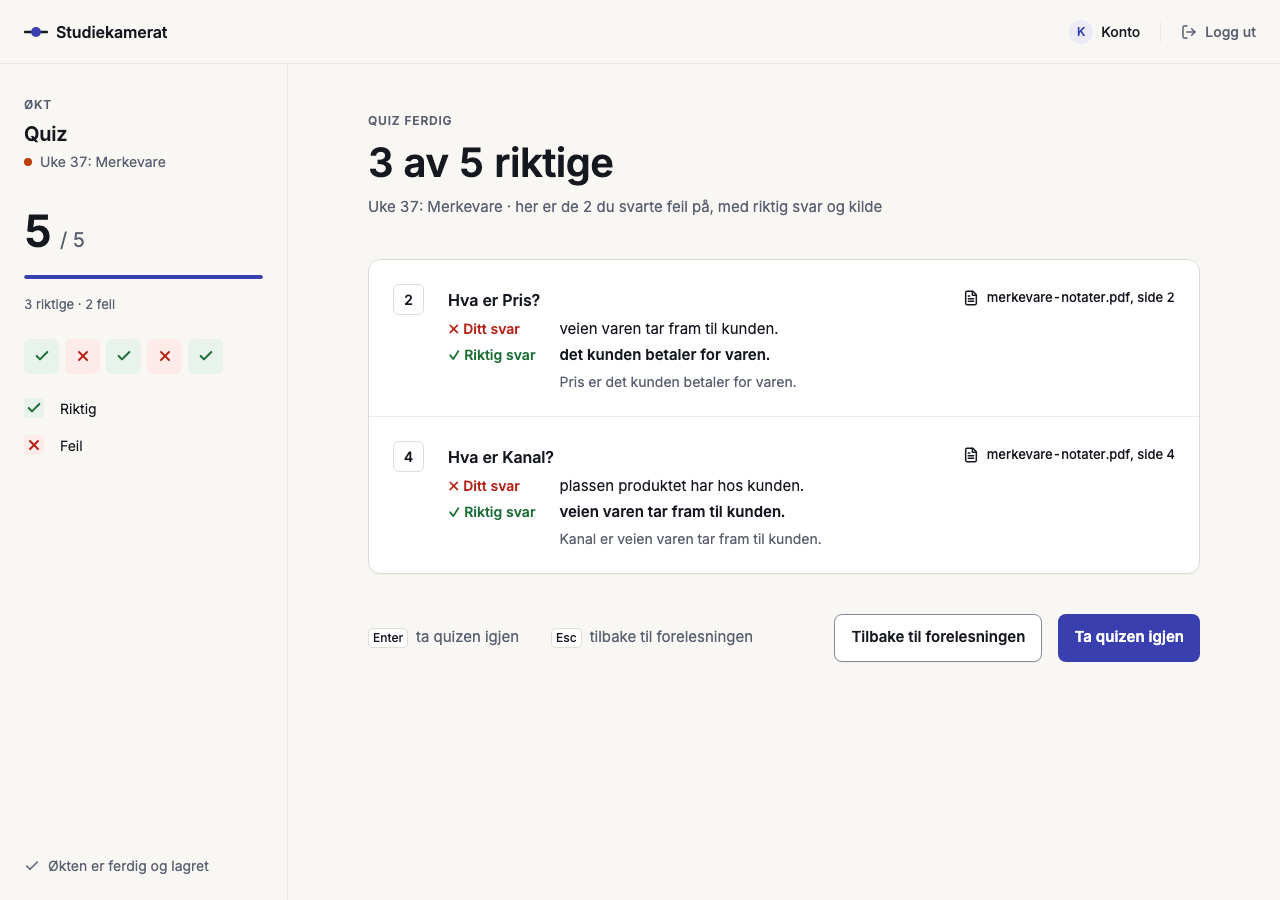 Studiekamerat
K Konto
Logg ut
ØKT
Quiz
Uke 37: Merkevare
5 / 5
3 riktige · 2 feil
Riktig
Feil
Økten er ferdig og lagret
QUIZ FERDIG
3 av 5 riktige
Uke 37: Merkevare · her er de 2 du svarte feil på, med riktig svar og kilde
2 Hva er Pris? merkevare-notater.pdf, side 2
Ditt svar veien varen tar fram til kunden.
Riktig svar det kunden betaler for varen.
Pris er det kunden betaler for varen.
4 Hva er Kanal? merkevare-notater.pdf, side 4
Ditt svar plassen produktet har hos kunden.
Riktig svar veien varen tar fram til kunden.
Kanal er veien varen tar fram til kunden.
Enter ta quizen igjen Esc tilbake til forelesningen Tilbake til forelesningen Ta quizen igjen